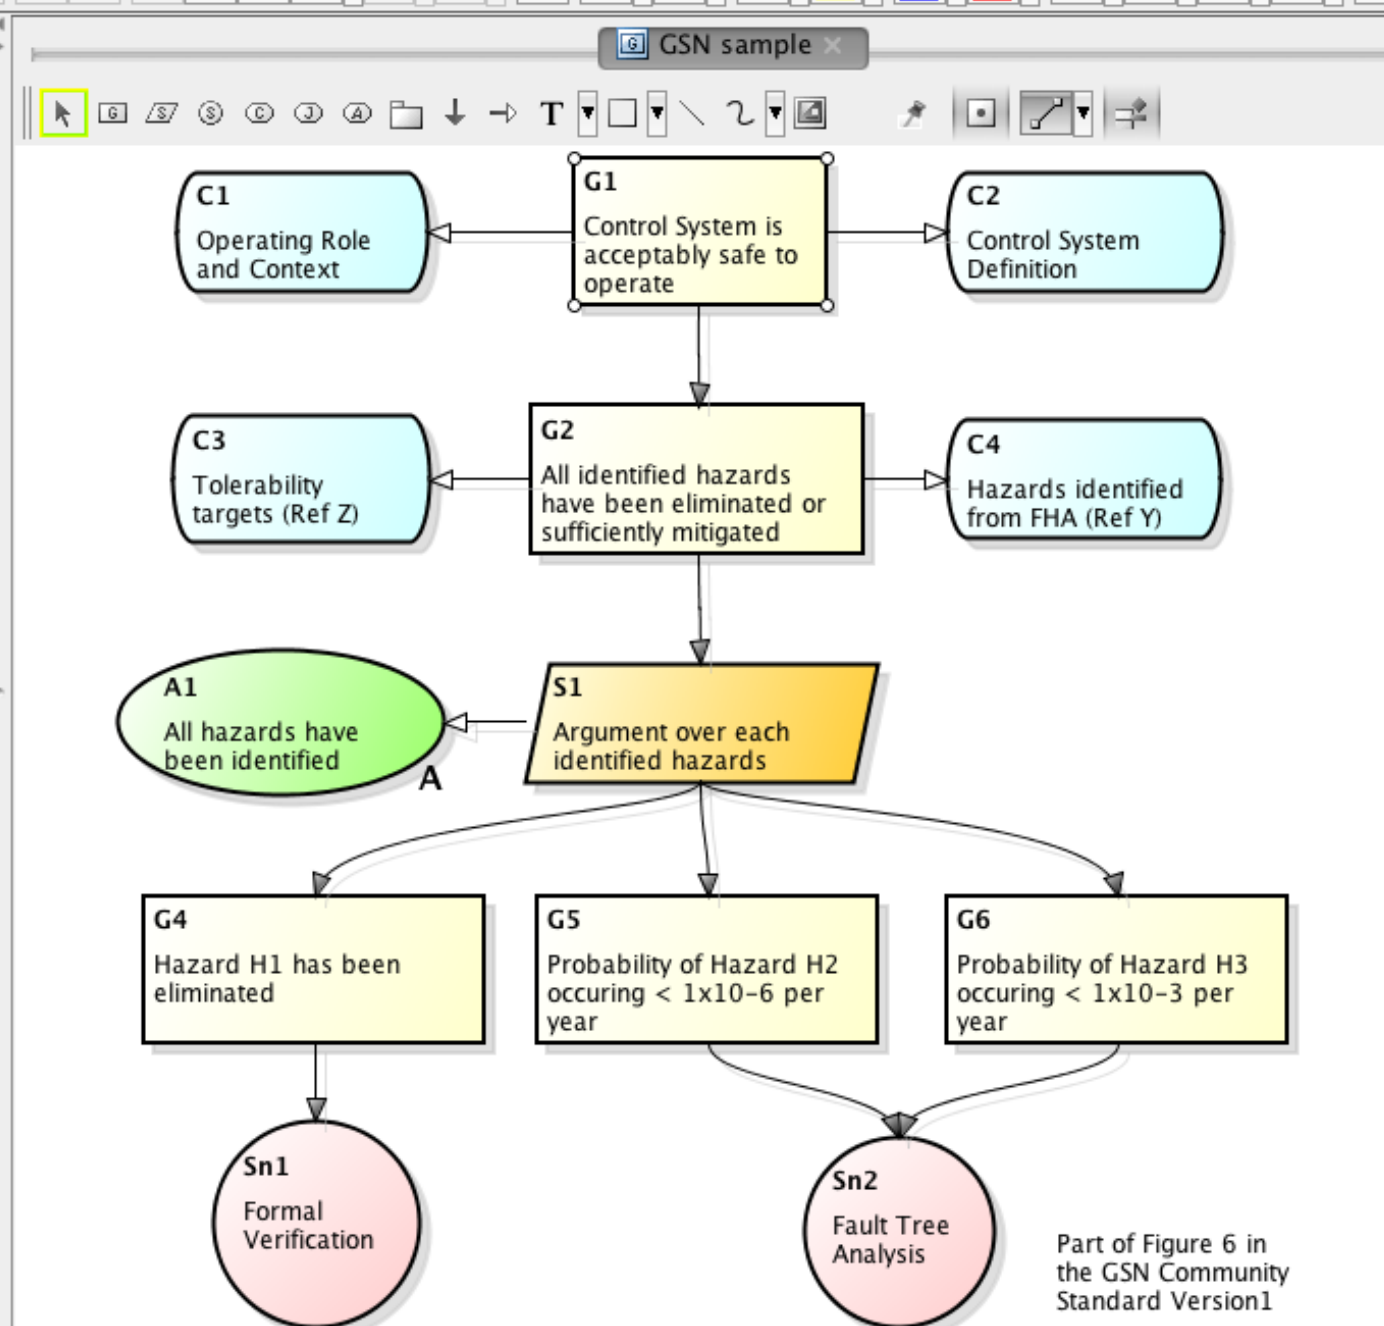 GSN sample
G S S C J A T
C1
Operating Role
and Context
G1
Control System is
acceptably safe to
operate
C2
Control System
Definition
C3
Tolerability
targets (Ref Z)
G2
All identified hazards
have been eliminated or
sufficiently mitigated
C4
Hazards identified
from FHA (Ref Y)
A1
All hazards have
been identified
A
S1
Argument over each
identified hazards
G4
Hazard H1 has been
eliminated
G5
Probability of Hazard H2
occuring < 1x10-6 per
year
G6
Probability of Hazard H3
occuring < 1x10-3 per
year
Sn1
Formal
Verification
Sn2
Fault Tree
Analysis
Part of Figure 6 in
the GSN Community
Standard Version1